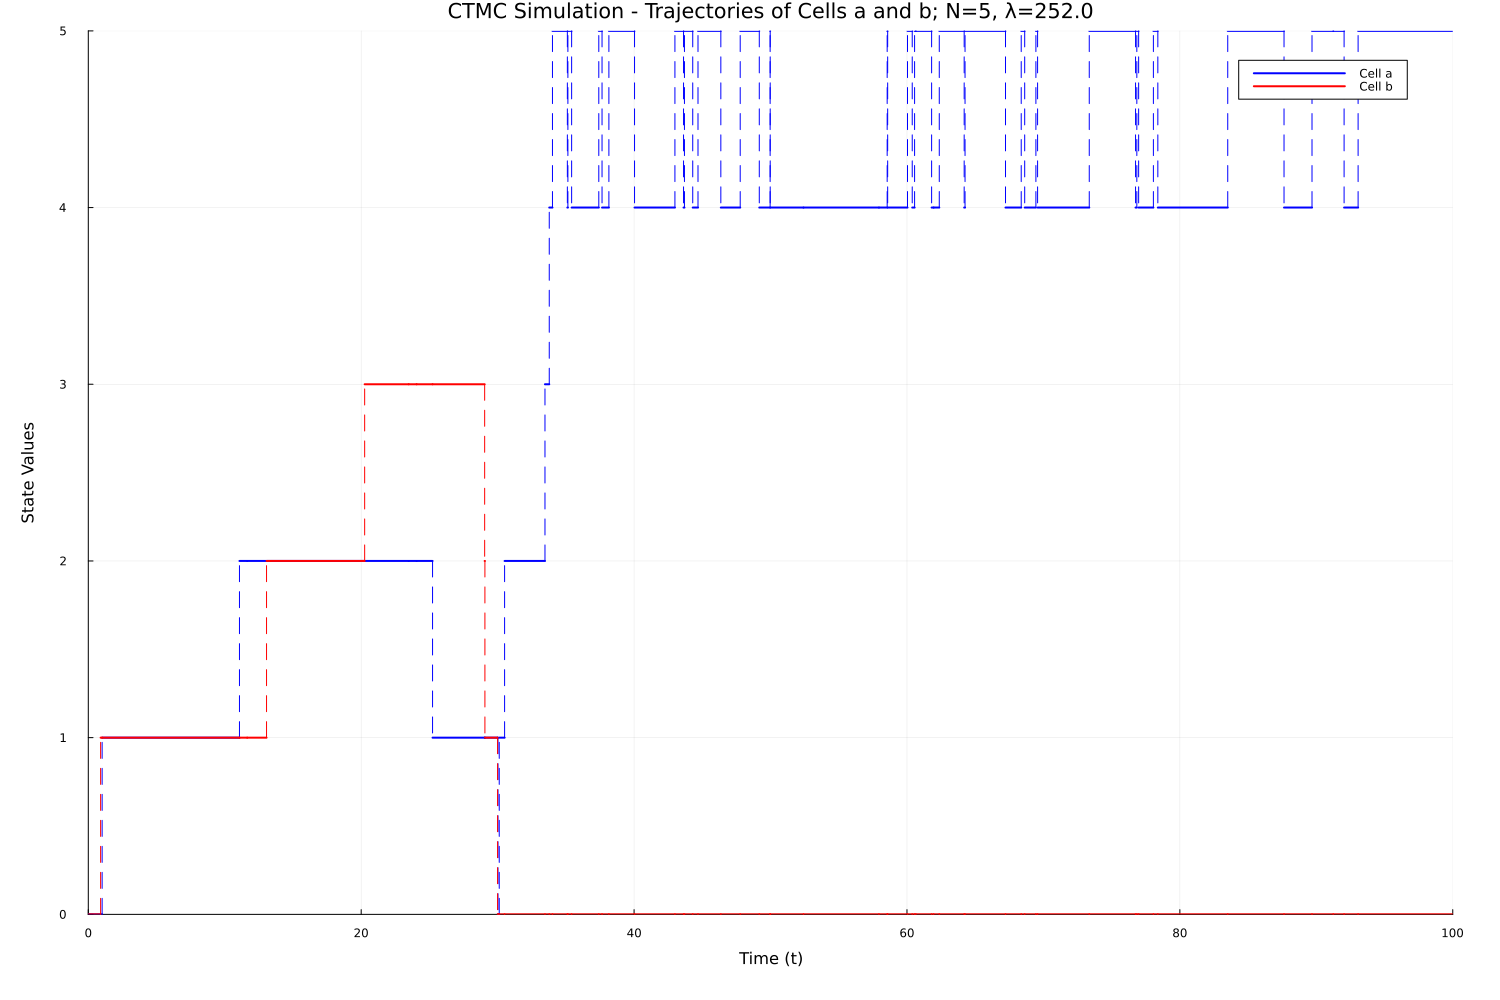 CTMC Simulation - Trajectories of Cells a and b; N=5, λ=252.0
5
Cell a
Cell b
4
3
State Values
2
1
0
0 20 40 60 80 100
Time (t)